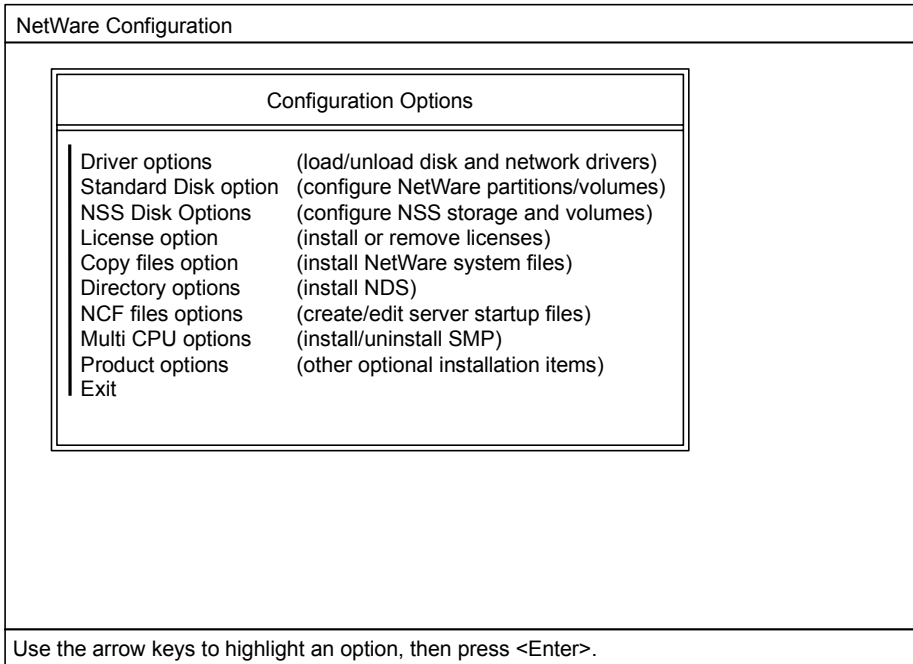 NetWare Configuration
Configuration Options
Driver options (load/unload disk and network drivers)
Standard Disk option (configure NetWare partitions/volumes)
NSS Disk Options (configure NSS storage and volumes)
License option (install or remove licenses)
Copy files option (install NetWare system files)
Directory options (install NDS)
NCF files options (create/edit server startup files)
Multi CPU options (install/uninstall SMP)
Product options (other optional installation items)
Exit
Use the arrow keys to highlight an option, then press <Enter>.